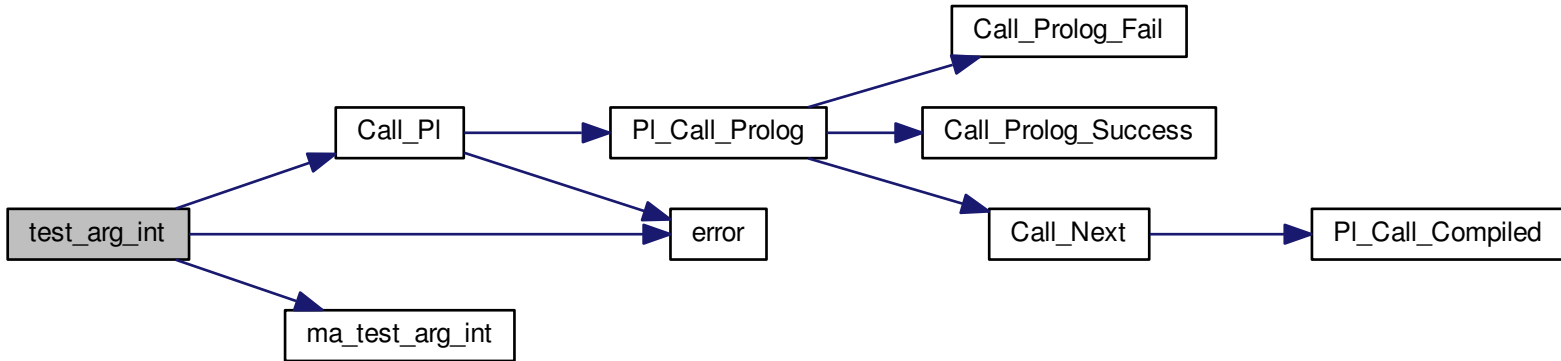 Call_Prolog_Fail
Call_Pl
Pl_Call_Prolog
Call_Prolog_Success
test_arg_int
error
Call_Next
Pl_Call_Compiled
ma_test_arg_int